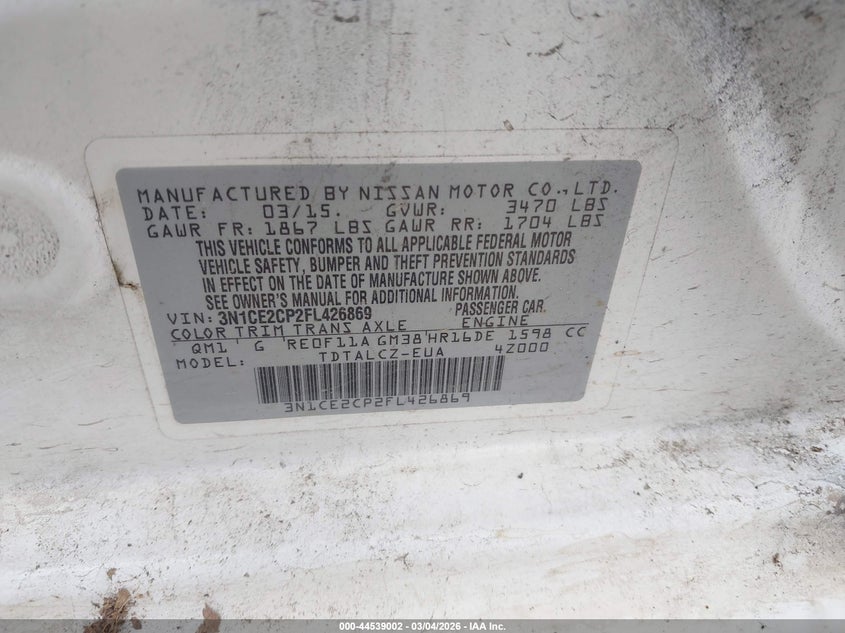 MANUFACTURED BY NISSAN MOTOR CO., LTD.
DATE: 03/15. GVWR: 3470 LBS
GAWR FR: 1867 LBS GAWR RR: 1704 LBS
THIS VEHICLE CONFORMS TO ALL APPLICABLE FEDERAL MOTOR
VEHICLE SAFETY, BUMPER AND THEFT PREVENTION STANDARDS
IN EFFECT ON THE DATE OF MANUFACTURE SHOWN ABOVE.
SEE OWNER'S MANUAL FOR ADDITIONAL INFORMATION.
VIN: 3N1CE2CP2FL426869 PASSENGER CAR.
COLOR TRIM TRANS AXLE ENGINE
QM1' G 'RE0F11A GM38'HR16DE 1598 CC
MODEL: TDTALCZ-EUA 4Z000
3N1CE2CP2FL426869
000-44539002 — 03/04/2026 — IAA Inc.